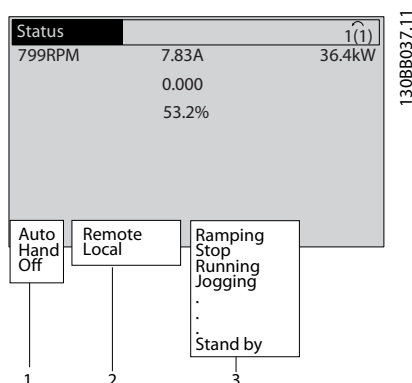 Status 1(1)
799RPM 7.83A 36.4kW
0.000
53.2%
Auto
Hand
Off
Remote
Local
Ramping
Stop
Running
Jogging
.
.
.
Stand by
1 2 3
130BB037.11